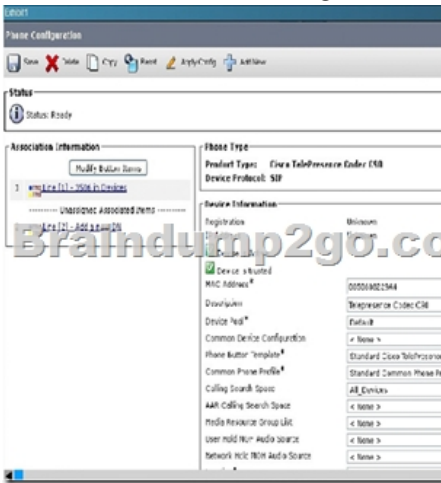 Phone Configuration
Save Delete Copy Reset Apply Config Add New
Status
Status: Ready
Association Information
Modify Button Items
1 Line [1] - 3506 in Devices
Unassigned Associated Items
Line [2] - Add a new DN
Phone Type
Product Type: Cisco TelePresence Codec C90
Device Protocol: SIP
Device Information
Registration Unknown
Device is trusted
MAC Address*
Description Telepresence Codec C90
Device Pool* Default
Common Device Configuration < None >
Phone Button Template* Standard Cisco TelePresence
Common Phone Profile* Standard Common Phone
Calling Search Space All_Devices
AAR Calling Search Space < None >
Media Resource Group List < None >
User Hold MOH Audio Source < None >
Network Hold MOH Audio Source < None >
Braindump2go.co